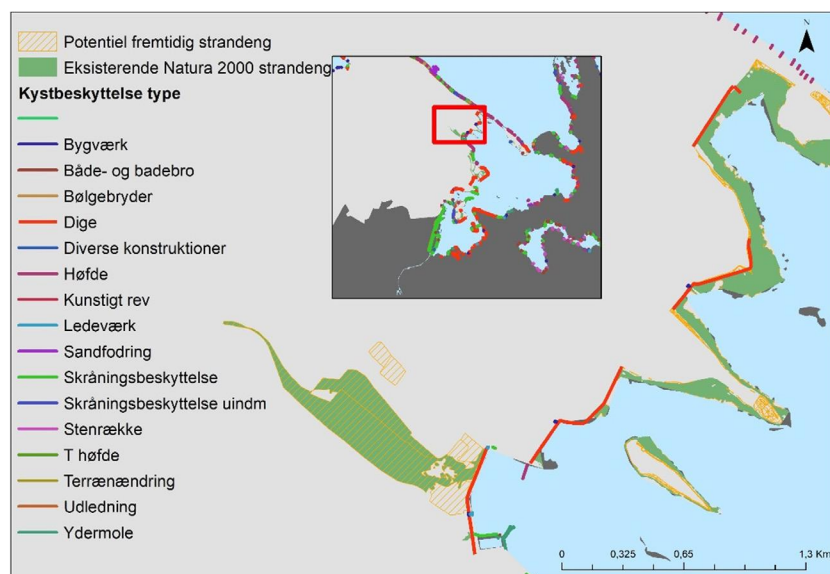 Potentiel fremtidig strandeng
Eksisterende Natura 2000 strandeng
Kystbeskyttelse type
Bygværk
Både- og badebro
Bølgebryder
Dige
Diverse konstruktioner
Høfde
Kunstigt rev
Ledeværk
Sandfodring
Skråningsbeskyttelse
Skråningsbeskyttelse uindm
Stenrække
T høfde
Terrænændring
Udledning
Ydermole
N
0 0,325 0,65 1,3 Km